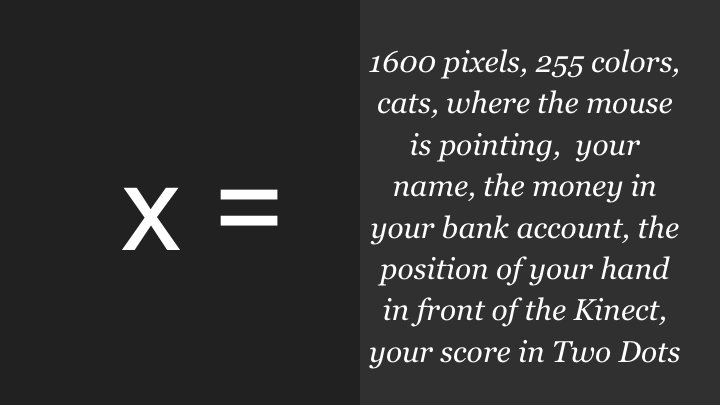 x =
1600 pixels, 255 colors,
cats, where the mouse
is pointing,  your
name, the money in
your bank account, the
position of your hand
in front of the Kinect,
your score in Two Dots